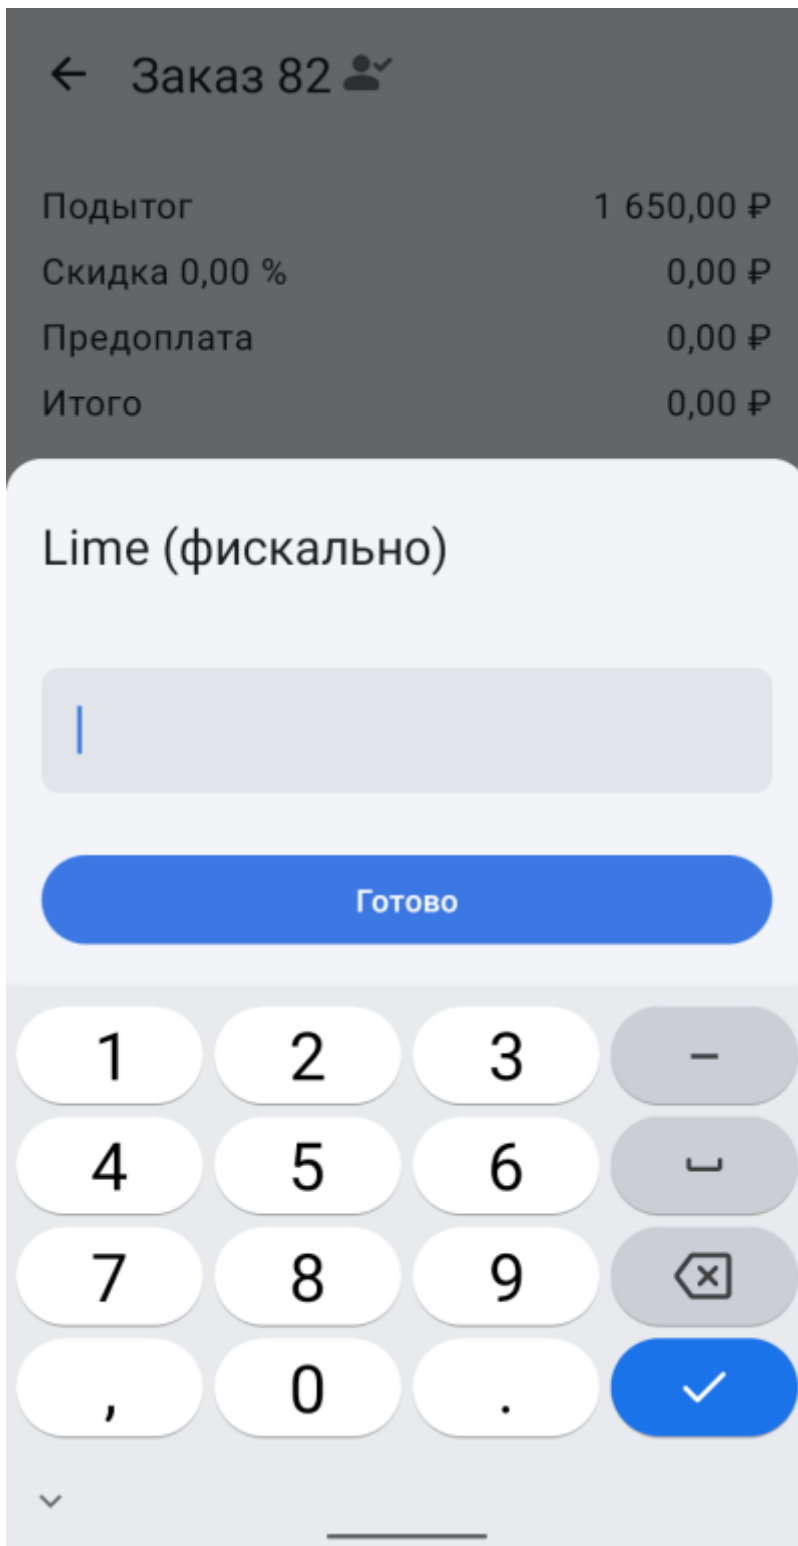 Заказ 82
Подытог 1 650,00 ₽
Скидка 0,00 % 0,00 ₽
Предоплата 0,00 ₽
Итого 0,00 ₽
Lime (фискально)
Готово
1 2 3 –
4 5 6
7 8 9
, 0 .